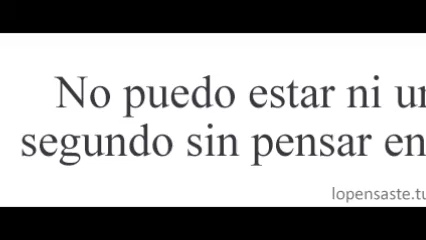 No puedo estar ni
segundo sin pensar en
lopensaste.tu